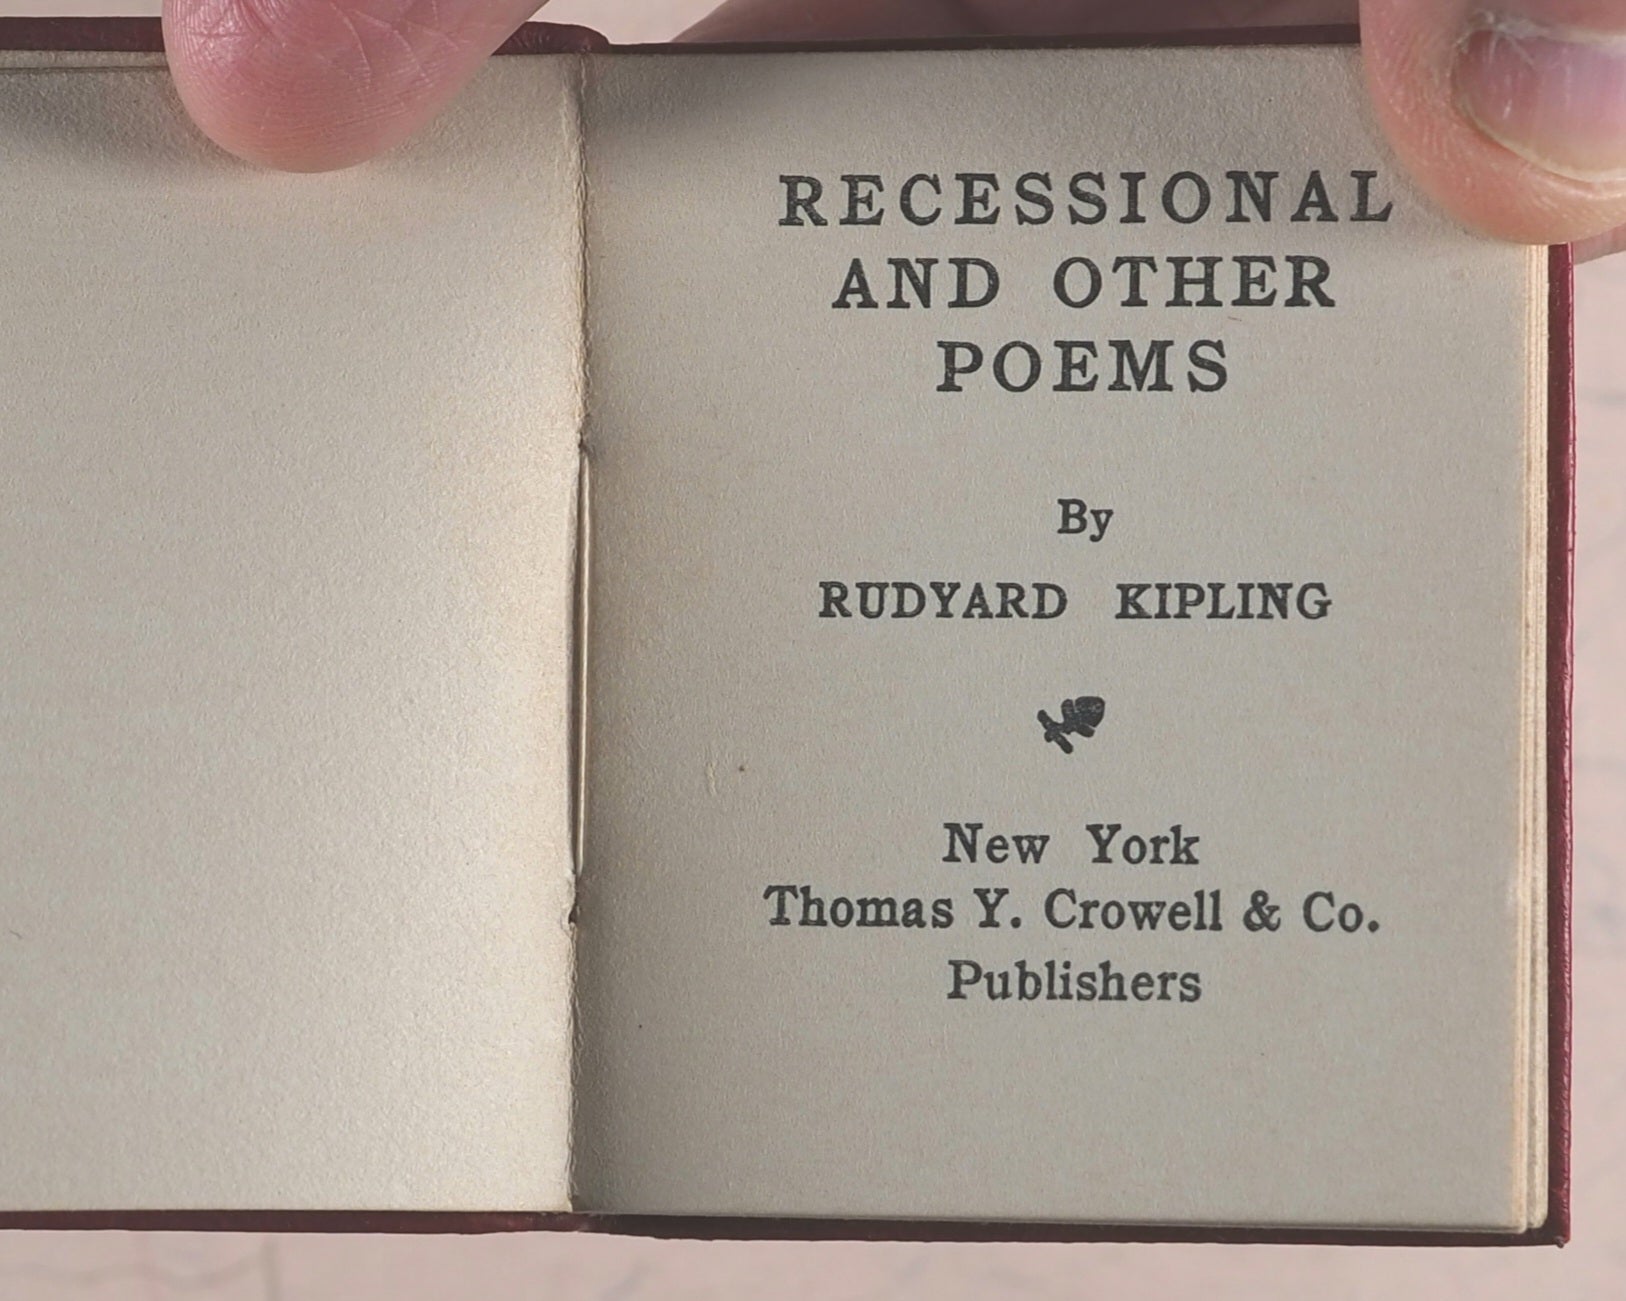 RECESSIONAL
AND OTHER
POEMS
By
RUDYARD KIPLING
New York
Thomas Y. Crowell & Co.
Publishers